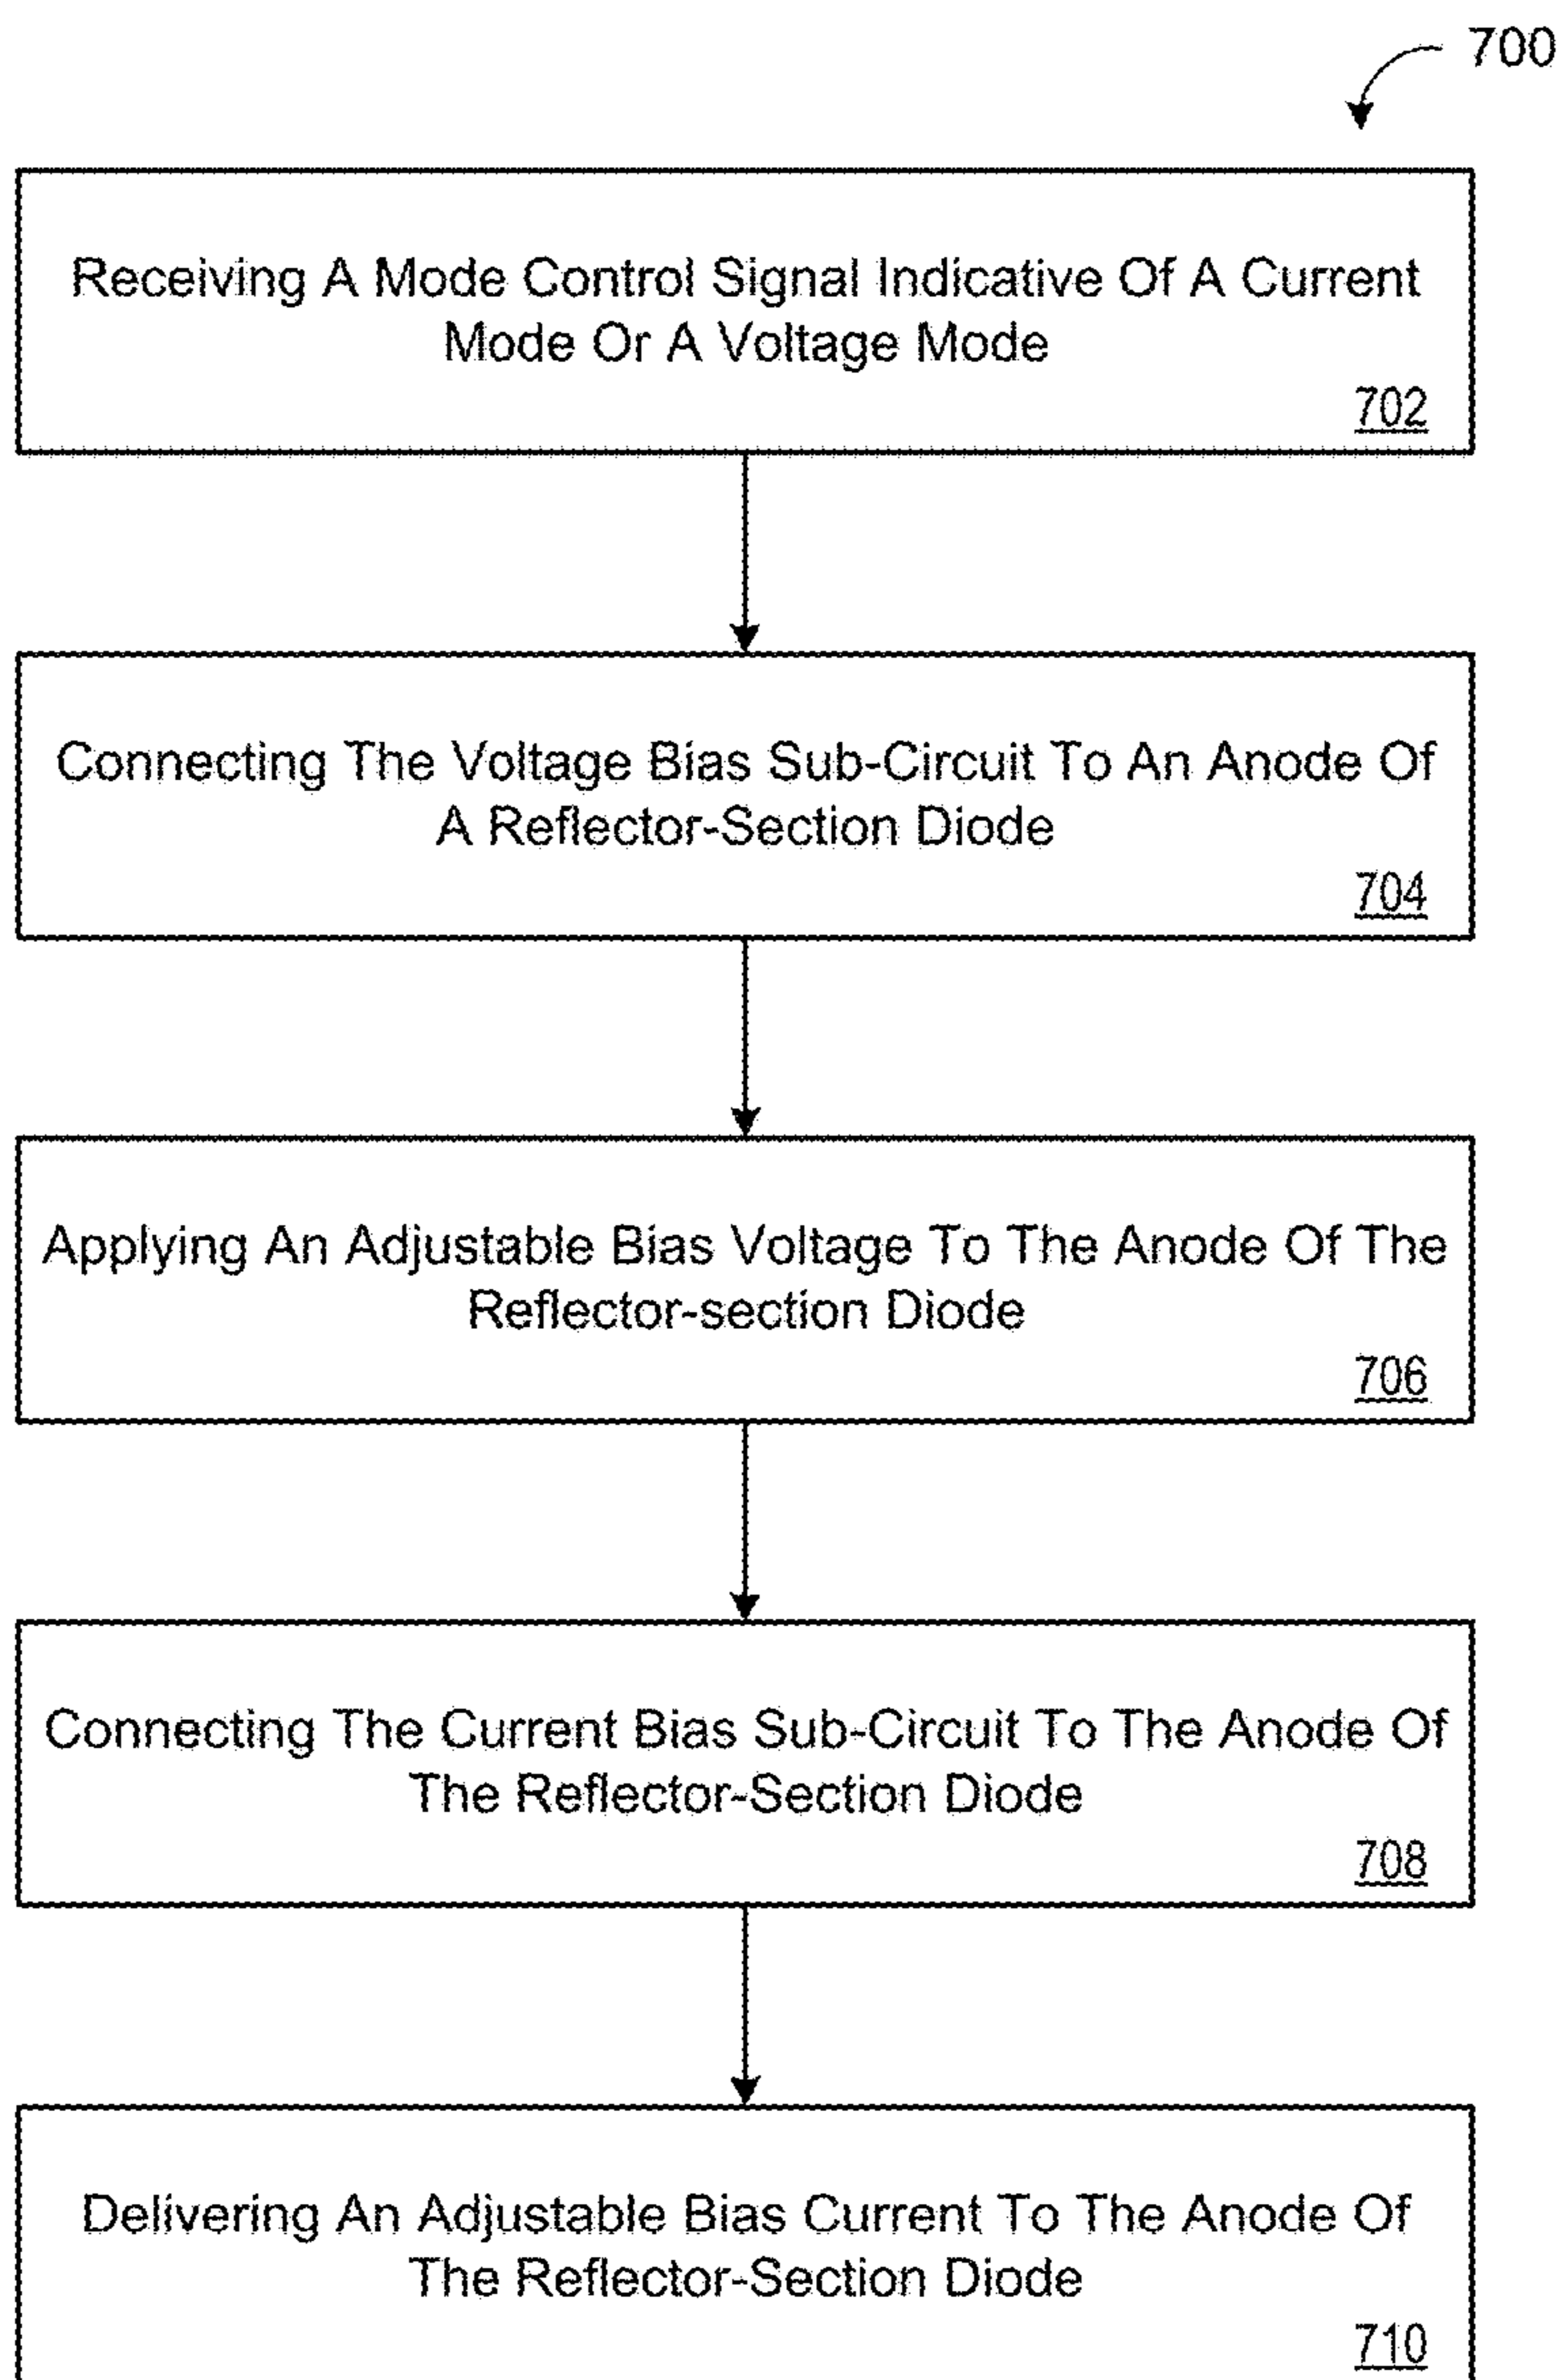 700
Receiving A Mode Control Signal Indicative Of A Current
Mode Or A Voltage Mode
702
Connecting The Voltage Bias Sub-Circuit To An Anode Of
A Reflector-Section Diode
704
Applying An Adjustable Bias Voltage To The Anode Of The
Reflector-section Diode
706
Connecting The Current Bias Sub-Circuit To The Anode Of
The Reflector-Section Diode
708
Delivering An Adjustable Bias Current To The Anode Of
The Reflector-Section Diode
710